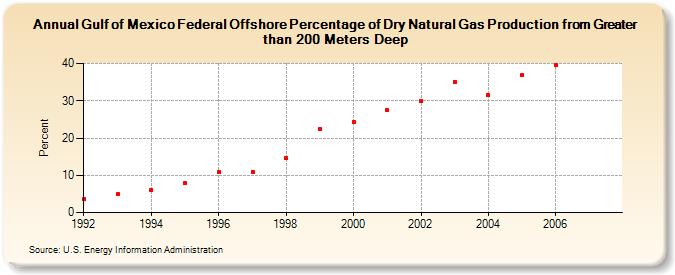 Annual Gulf of Mexico Federal Offshore Percentage of Dry Natural Gas Production from Greater
than 200 Meters Deep
Percent
40
30
20
10
0
1992 1994 1996 1998 2000 2002 2004 2006
Source: U.S. Energy Information Administration